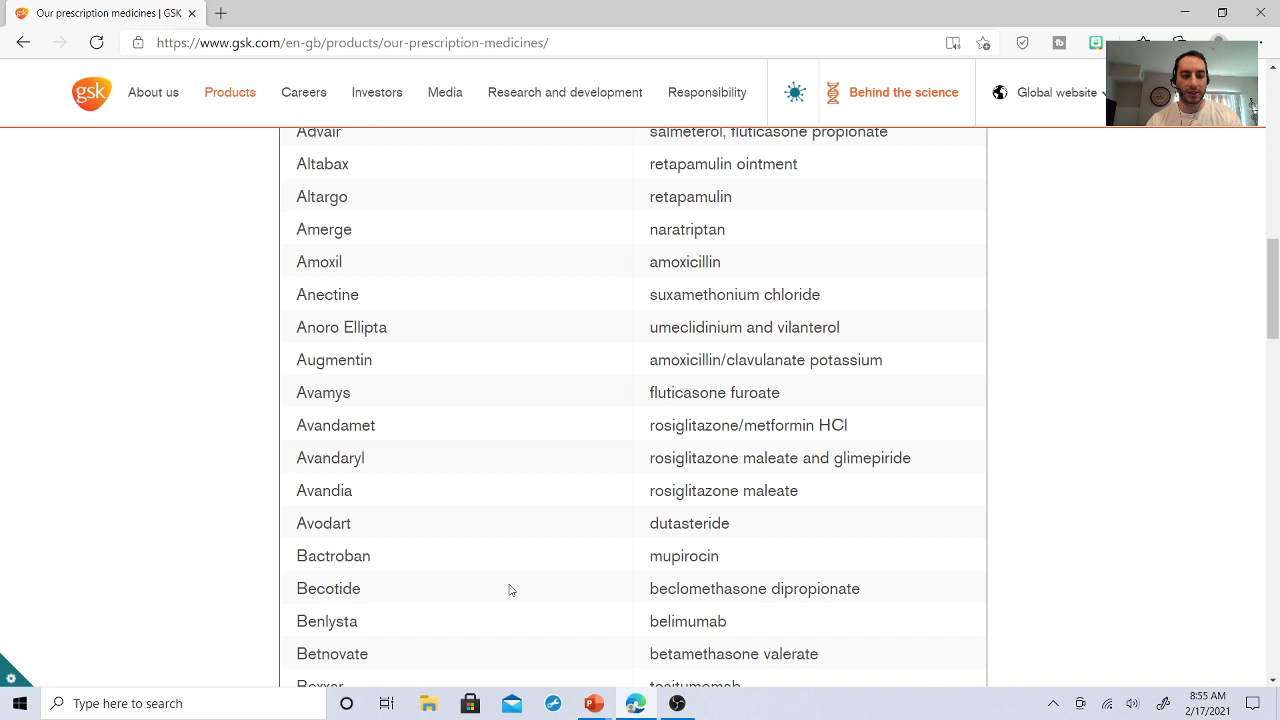 Our prescription medicines | GSK
https://www.gsk.com/en-gb/products/our-prescription-medicines/
gsk
About us
Products
Careers
Investors
Media
Research and development
Responsibility
Behind the science
Global website
Advair salmeterol, fluticasone propionate
Altabax retapamulin ointment
Altargo retapamulin
Amerge naratriptan
Amoxil amoxicillin
Anectine suxamethonium chloride
Anoro Ellipta umeclidinium and vilanterol
Augmentin amoxicillin/clavulanate potassium
Avamys fluticasone furoate
Avandamet rosiglitazone/metformin HCl
Avandaryl rosiglitazone maleate and glimepiride
Avandia rosiglitazone maleate
Avodart dutasteride
Bactroban mupirocin
Becotide beclomethasone dipropionate
Benlysta belimumab
Betnovate betamethasone valerate
Bexxar tositumomab
Type here to search
8:55 AM
2/17/2021